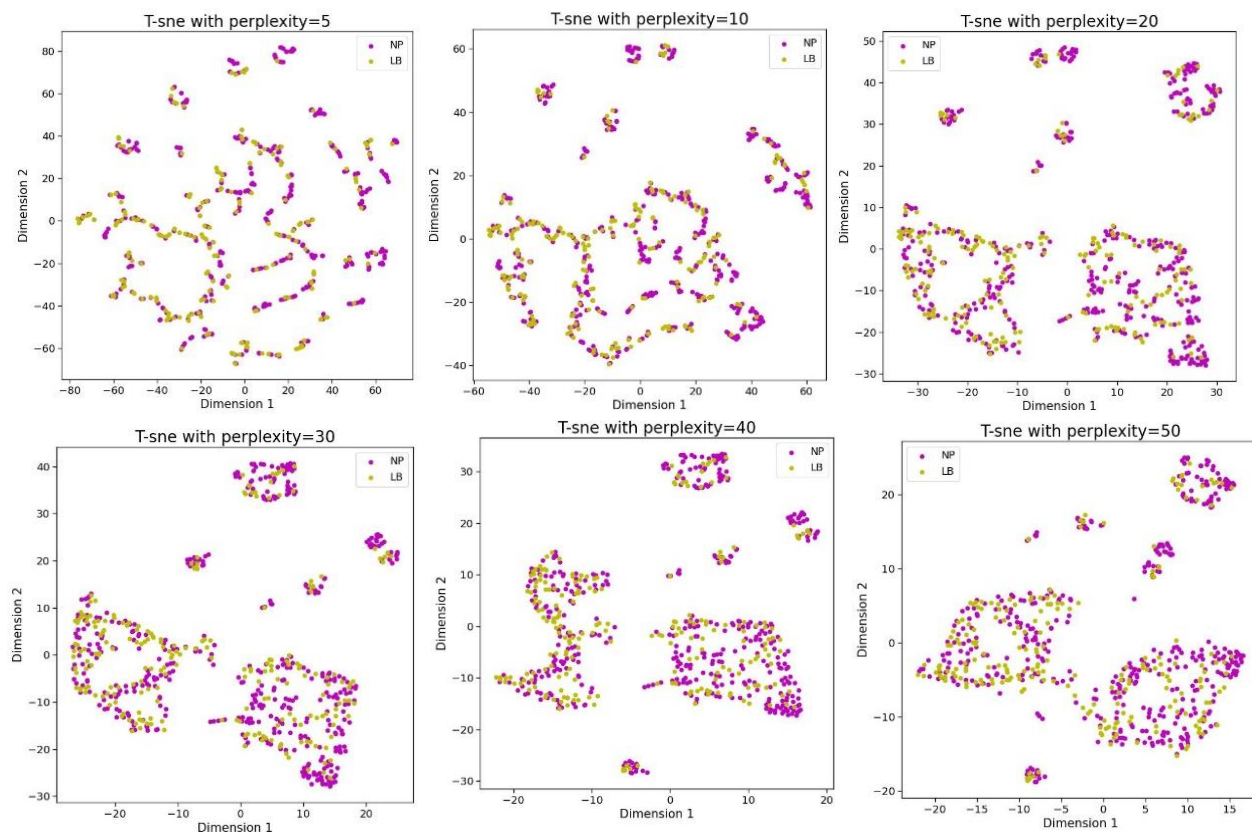 T-sne with perplexity=5
NP
LB
Dimension 2
80
60
40
20
0
−20
−40
−60
−80 −60 −40 −20 0 20 40 60
Dimension 1
T-sne with perplexity=10
NP
LB
Dimension 2
60
40
20
0
−20
−40
−60 −40 −20 0 20 40 60
Dimension 1
T-sne with perplexity=20
NP
LB
Dimension 2
50
40
30
20
10
0
−10
−20
−30
−30 −20 −10 0 10 20 30
Dimension 1
T-sne with perplexity=30
NP
LB
Dimension 2
40
30
20
10
0
−10
−20
−30
−20 −10 0 10 20
Dimension 1
T-sne with perplexity=40
NP
LB
Dimension 2
30
20
10
0
−10
−20
−30
−20 −10 0 10 20
Dimension 1
T-sne with perplexity=50
NP
LB
Dimension 2
20
10
0
−10
−20
−20 −15 −10 −5 0 5 10 15
Dimension 1